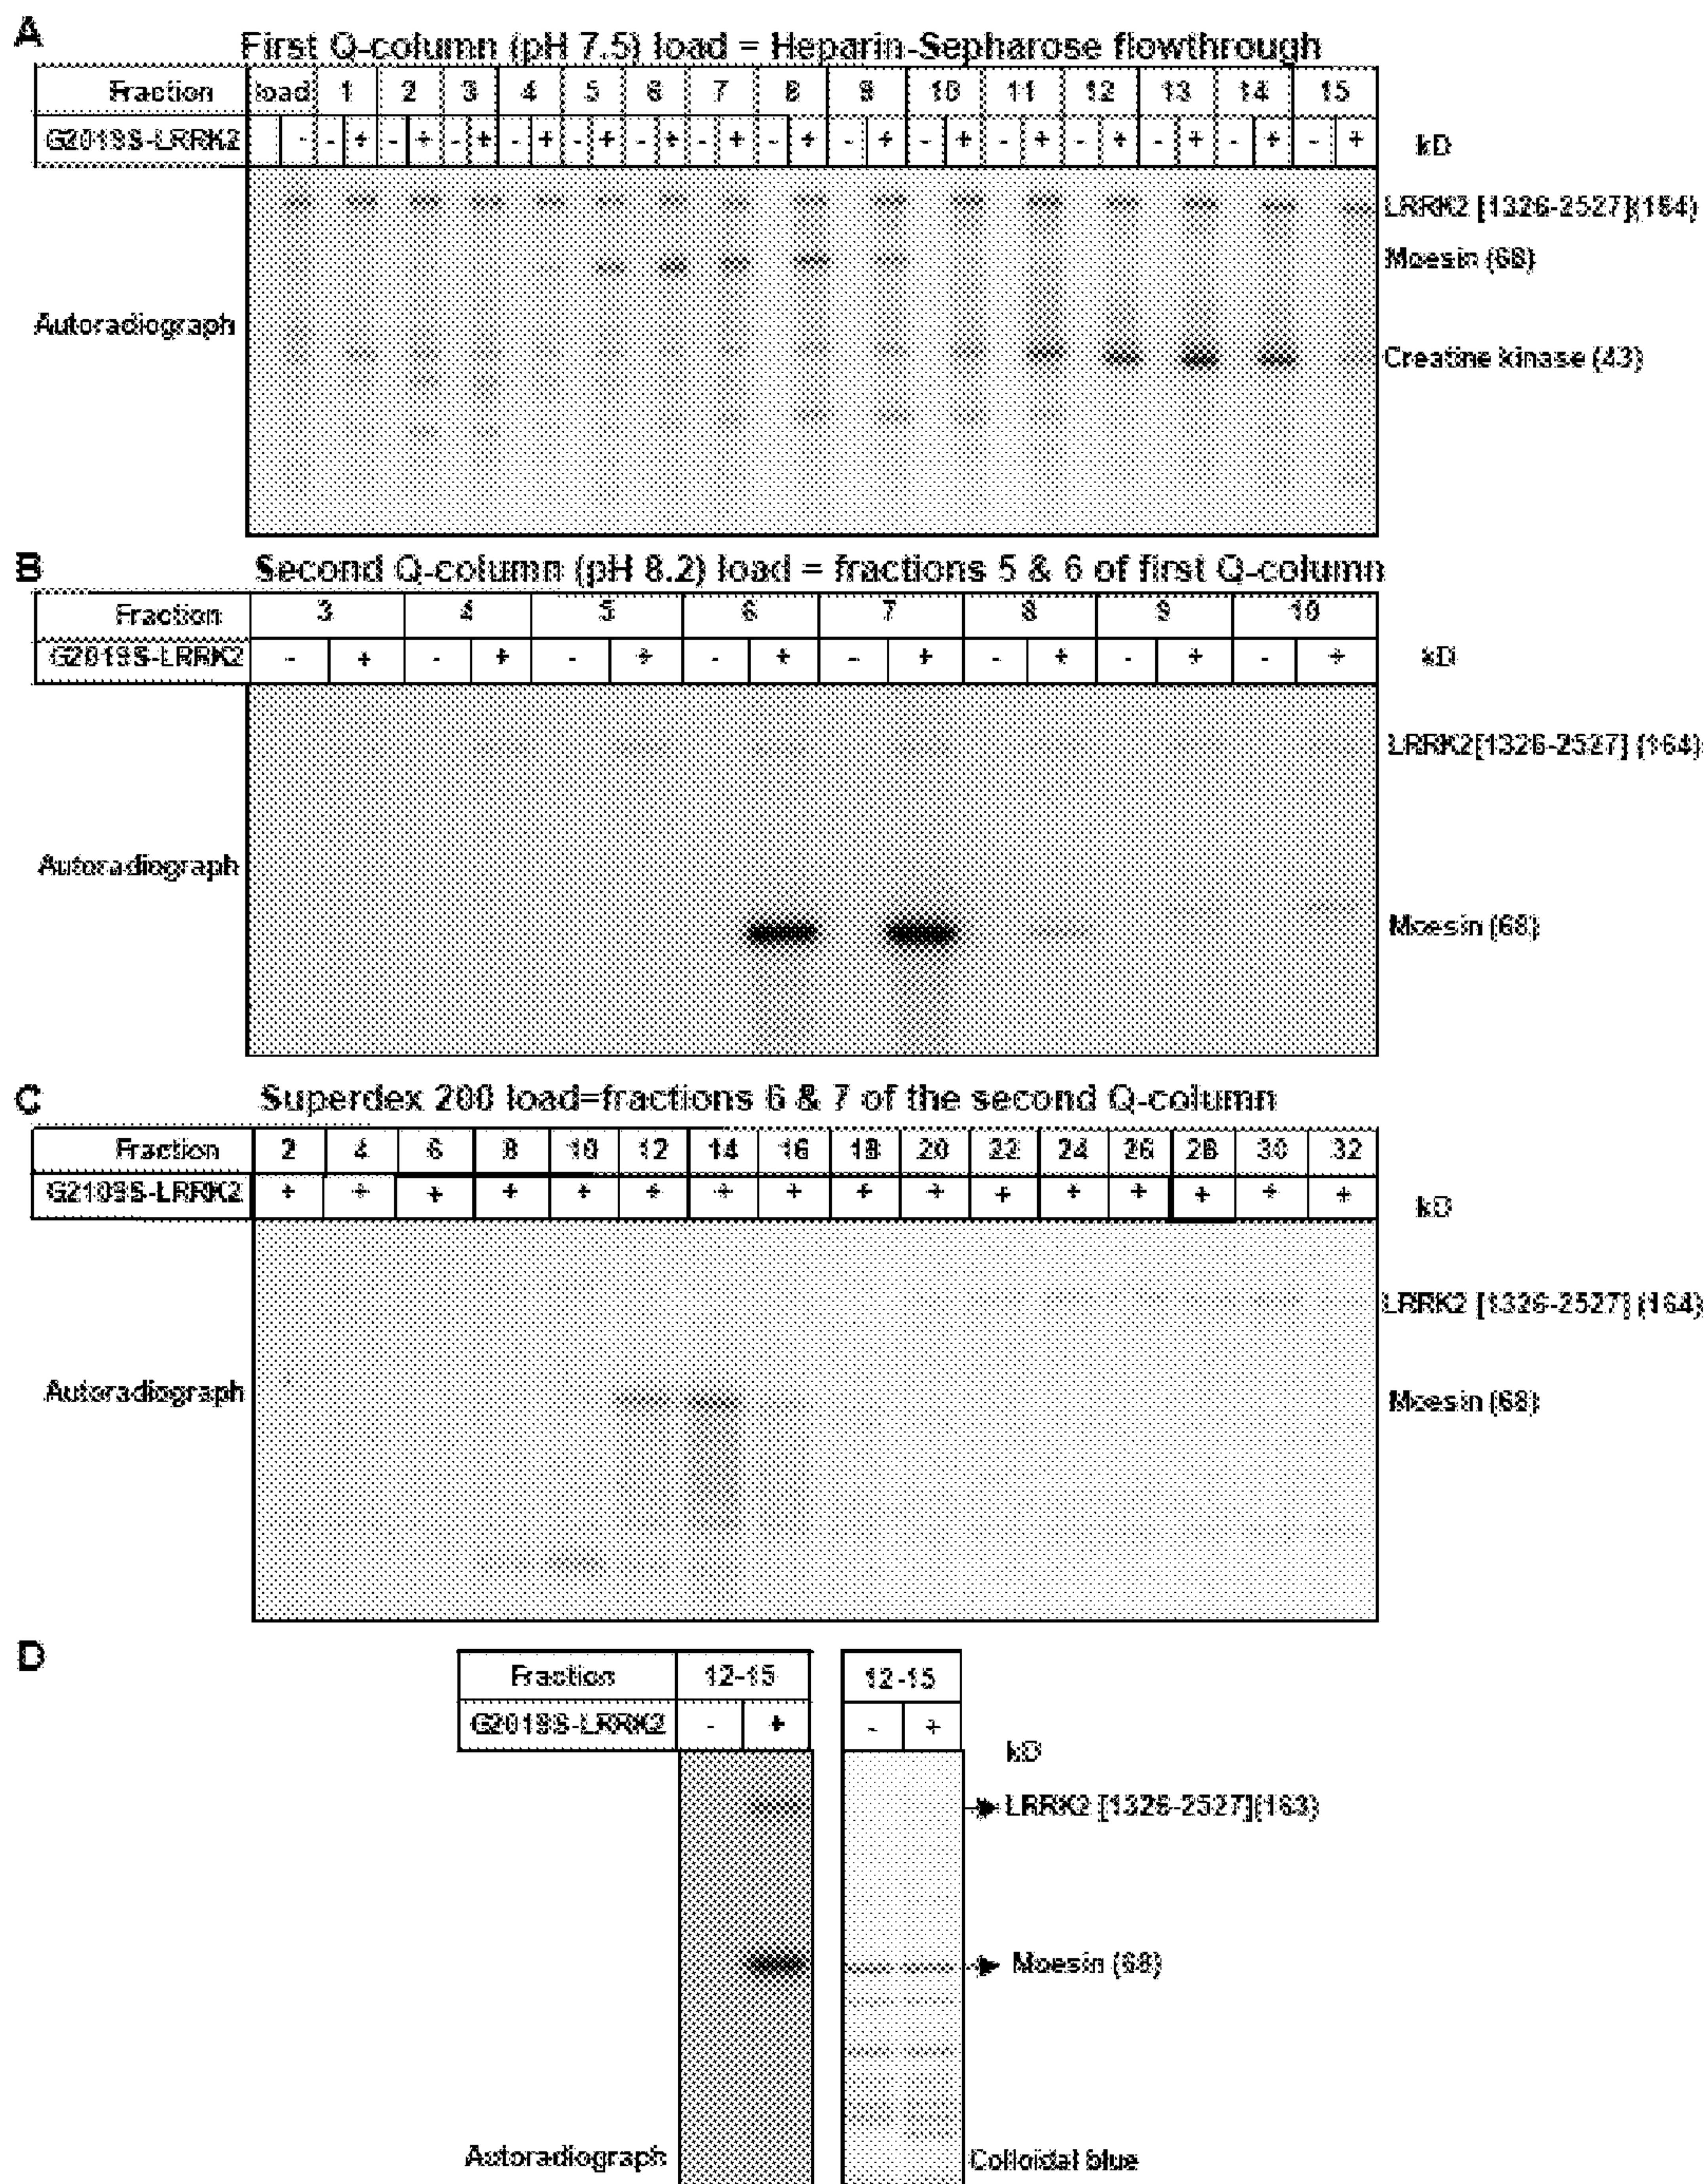 A
First Q-column (pH 7.5) load = Heparin-Sepharose flowthrough
Fraction load 1 2 3 4 5 6 7 8 9 10 11 12 13 14 15
G2019S-LRRK2 - - + - + - + - + - + - + - + - + - + - + - + - + - + - + - +
kD
LRRK2 [1326-2527](164)
Moesin (68)
Autoradiograph
Creatine kinase (43)
B
Second Q-column (pH 8.2) load = fractions 5 & 6 of first Q-column
Fraction 3 4 5 6 7 8 9 10
G2019S-LRRK2 - + - + - + - + - + - + - + - +
kD
LRRK2[1326-2527] (164)
Autoradiograph
Moesin (68)
C
Superdex 200 load=fractions 6 & 7 of the second Q-column
Fraction 2 4 6 8 10 12 14 16 18 20 22 24 26 28 30 32
G2109S-LRRK2 + + + + + + + + + + + + + + + +
kD
LRRK2 [1326-2527] (164)
Autoradiograph
Moesin (68)
D
Fraction 12-15 12-15
G2019S-LRRK2 - + - +
kD
LRRK2 [1326-2527](163)
Moesin (68)
Autoradiograph
Colloidal blue